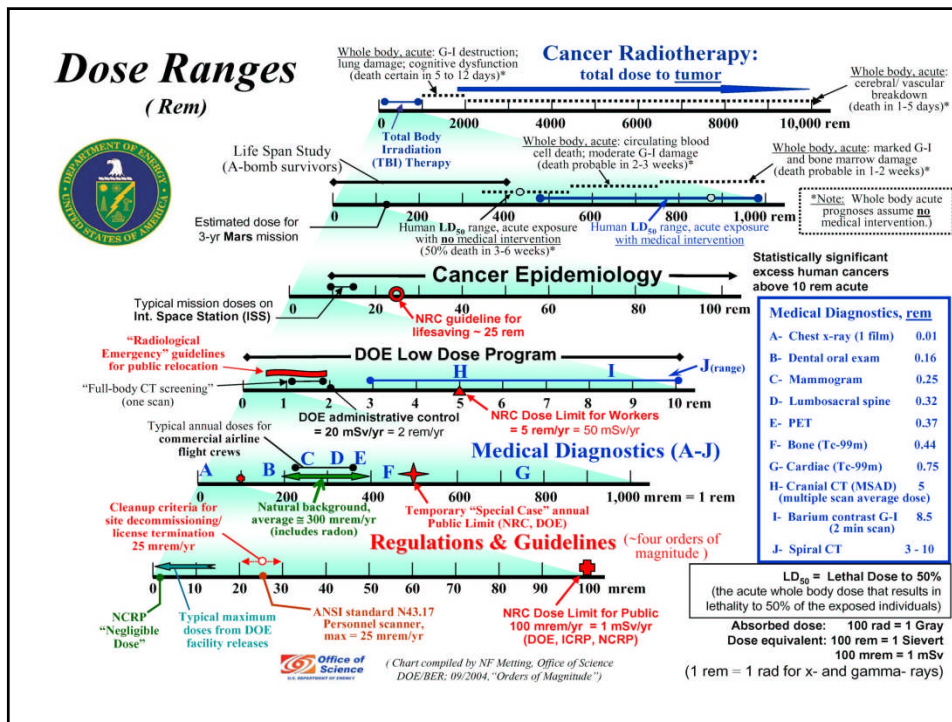 Dose Ranges
(Rem)
DEPARTMENT OF ENERGY
UNITED STATES OF AMERICA
Whole body, acute: G-I destruction;
lung damage; cognitive dysfunction
(death certain in 5 to 12 days)*
Cancer Radiotherapy:
total dose to tumor
Whole body, acute:
cerebral/ vascular
breakdown
(death in 1-5 days)*
0 2000 4000 6000 8000 10,000 rem
Total Body
Irradiation
(TBI) Therapy
Life Span Study
(A-bomb survivors)
Whole body, acute: circulating blood
cell death; moderate G-I damage
(death probable in 2-3 weeks)*
Whole body, acute: marked G-I
and bone marrow damage
(death probable in 1-2 weeks)*
0 200 400 600 800 1,000 rem
Estimated dose for
3-yr Mars mission
Human LD50 range, acute exposure
with no medical intervention
(50% death in 3-6 weeks)*
Human LD50 range, acute exposure
with medical intervention
*Note: Whole body acute
prognoses assume no
medical intervention.)
Cancer Epidemiology
Statistically significant
excess human cancers
above 10 rem acute
0 20 40 60 80 100 rem
Typical mission doses on
Int. Space Station (ISS)
NRC guideline for
lifesaving ~ 25 rem
"Radiological
Emergency" guidelines
for public relocation
DOE Low Dose Program
H I J(range)
"Full-body CT screening"
(one scan)
0 1 2 3 4 5 6 7 8 9 10 rem
DOE administrative control
= 20 mSv/yr = 2 rem/yr
NRC Dose Limit for Workers
= 5 rem/yr = 50 mSv/yr
Typical annual doses for
commercial airline
flight crews
Medical Diagnostics (A-J)
A B C D E F G
0 200 400 600 800 1,000 mrem = 1 rem
Natural background,
average ≅ 300 mrem/yr
(includes radon)
Temporary "Special Case" annual
Public Limit (NRC, DOE)
Cleanup criteria for
site decommissioning/
license termination
25 mrem/yr
Regulations & Guidelines (~four orders of
magnitude )
0 10 20 30 40 50 60 70 80 90 100 mrem
NCRP
"Negligible
Dose"
Typical maximum
doses from DOE
facility releases
ANSI standard N43.17
Personnel scanner,
max = 25 mrem/yr
NRC Dose Limit for Public
100 mrem/yr = 1 mSv/yr
(DOE, ICRP, NCRP)
Medical Diagnostics, rem
A- Chest x-ray (1 film) 0.01
B- Dental oral exam 0.16
C- Mammogram 0.25
D- Lumbosacral spine 0.32
E- PET 0.37
F- Bone (Tc-99m) 0.44
G- Cardiac (Tc-99m) 0.75
H- Cranial CT (MSAD) 5
(multiple scan average dose)
I- Barium contrast G-I 8.5
(2 min scan)
J- Spiral CT 3 - 10
LD50 = Lethal Dose to 50%
(the acute whole body dose that results in
lethality to 50% of the exposed individuals)
Absorbed dose: 100 rad = 1 Gray
Dose equivalent: 100 rem = 1 Sievert
100 mrem = 1 mSv
(1 rem = 1 rad for x- and gamma- rays)
Office of
Science
U.S. DEPARTMENT OF ENERGY
( Chart compiled by NF Metting, Office of Science
DOE/BER; 09/2004,"Orders of Magnitude")